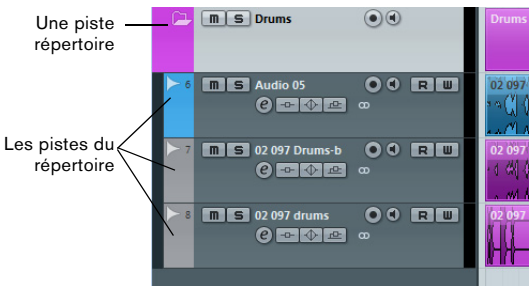 Une piste
répertoire
m S Drums
Drums
Les pistes du
répertoire
6 m S Audio 05 R W
e
02 097
7 m S 02 097 Drums-b R W
e
02 097
8 m S 02 097 drums R W
e
02 097